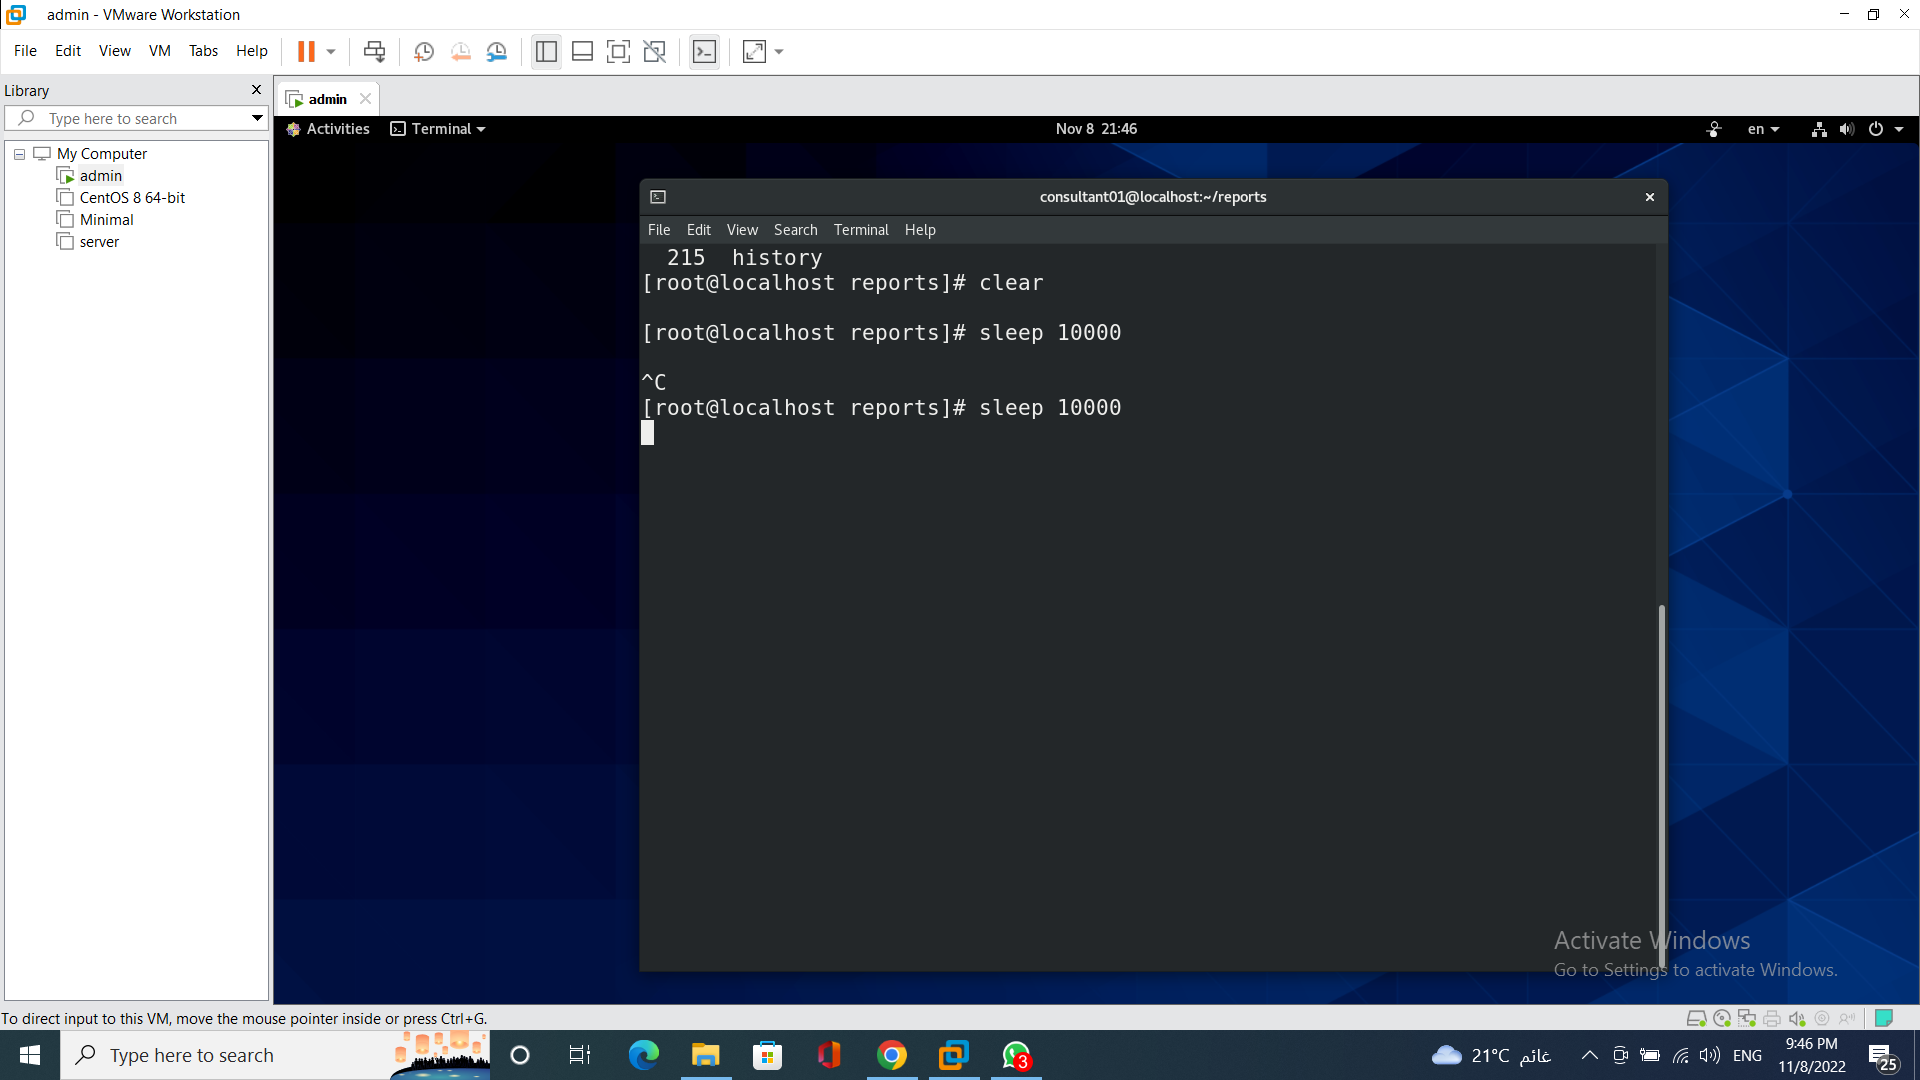 admin - VMware Workstation
File Edit View VM Tabs Help
Library
Type here to search
My Computer
admin
CentOS 8 64-bit
Minimal
server
admin
Activities Terminal Nov 8 21:46 en
consultant01@localhost:~/reports
File Edit View Search Terminal Help
215 history
[root@localhost reports]# clear
[root@localhost reports]# sleep 10000
^C
[root@localhost reports]# sleep 10000
Activate Windows
Go to Settings to activate Windows.
To direct input to this VM, move the mouse pointer inside or press Ctrl+G.
Type here to search
3
21°C غائم
ENG
9:46 PM
11/8/2022
25